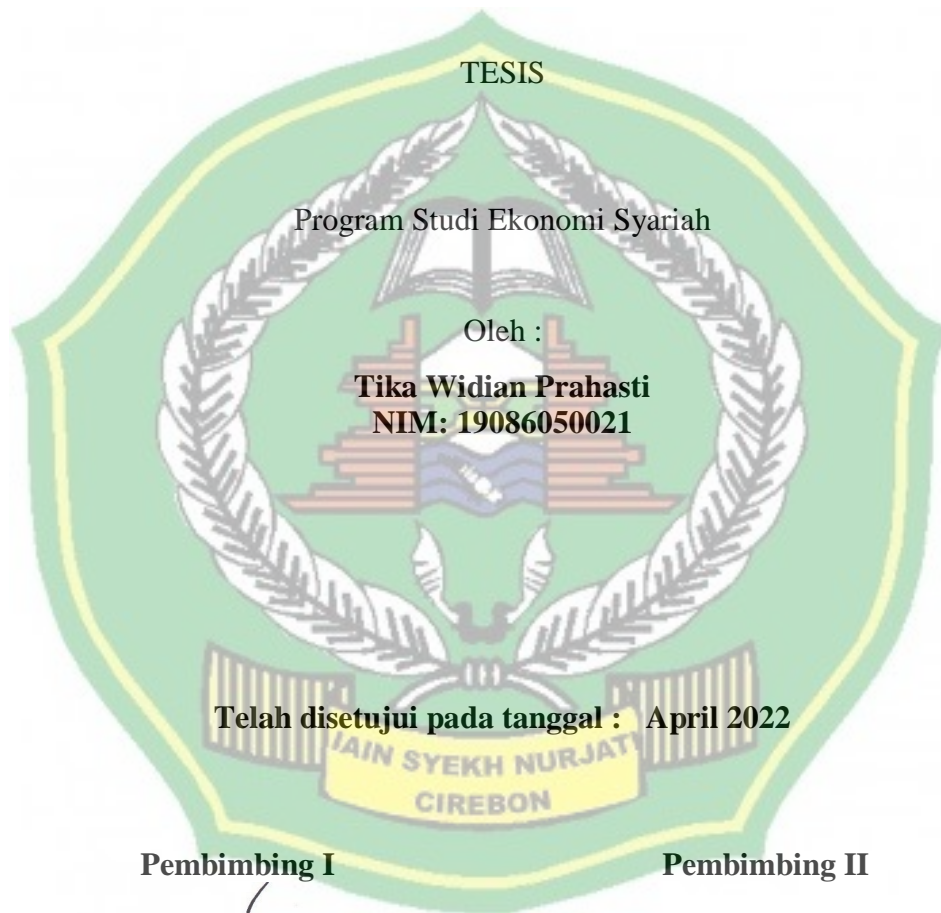 TESIS
Program Studi Ekonomi Syariah
Oleh :
Tika Widian Prahasti
NIM: 19086050021
Telah disetujui pada tanggal : April 2022
IAIN SYEKH NURJATI
CIREBON
Pembimbing I Pembimbing II